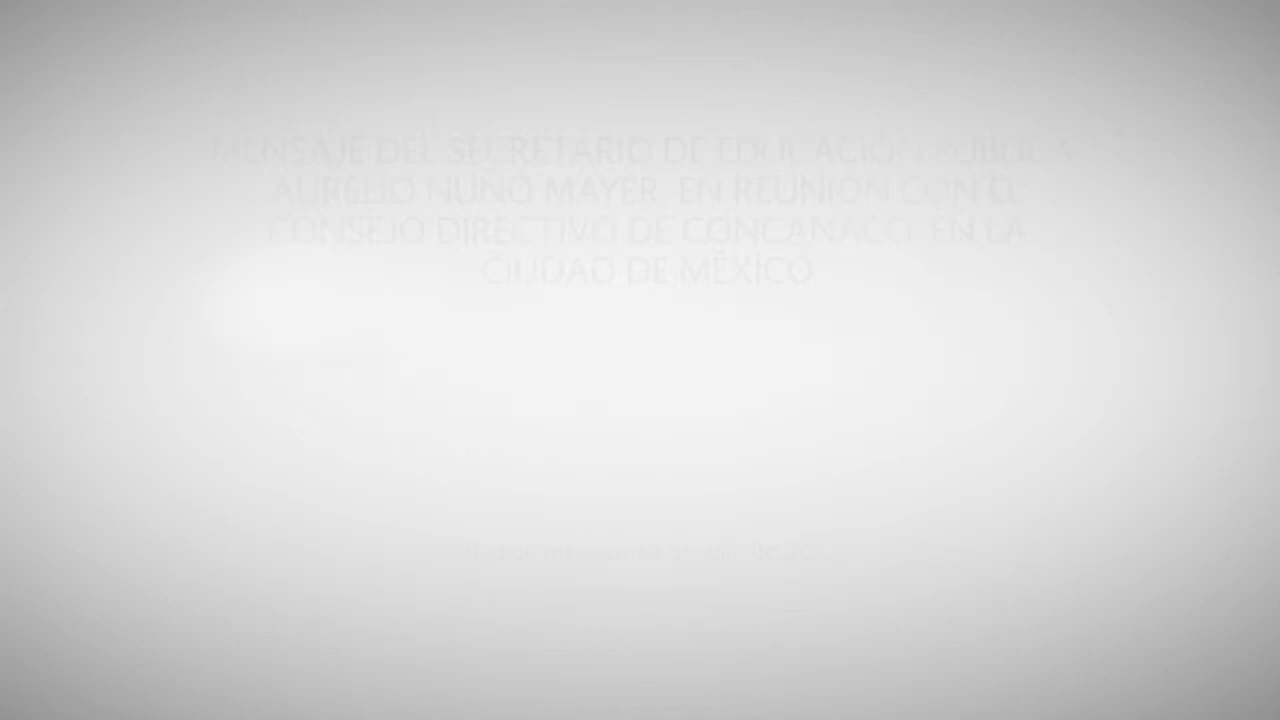 MENSAJE DEL SECRETARIO DE EDUCACIÓN PÚBLICA
AURELIO NUÑO MAYER, EN REUNIÓN CON EL
CONSEJO DIRECTIVO DE CONCANACO, EN LA
CIUDAD DE MÉXICO
de